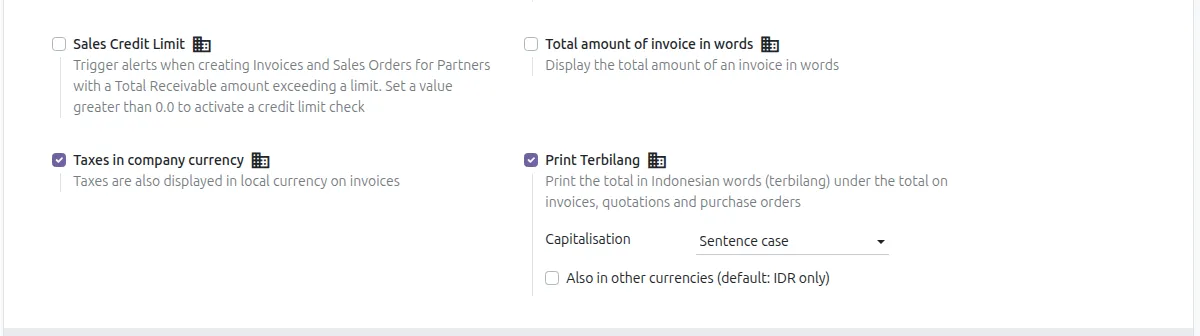 Sales Credit Limit
Trigger alerts when creating Invoices and Sales Orders for Partners
with a Total Receivable amount exceeding a limit. Set a value
greater than 0.0 to activate a credit limit check
Total amount of invoice in words
Display the total amount of an invoice in words
Taxes in company currency
Taxes are also displayed in local currency on invoices
Print Terbilang
Print the total in Indonesian words (terbilang) under the total on
invoices, quotations and purchase orders
Capitalisation
Sentence case
Also in other currencies (default: IDR only)